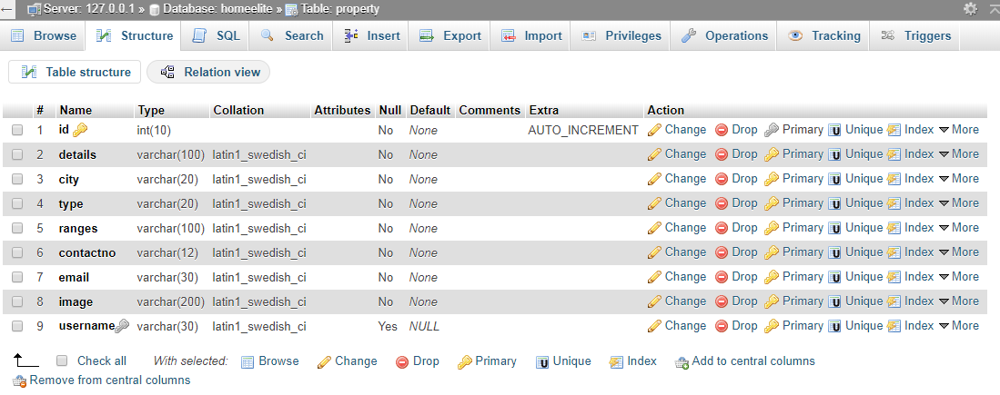 Server: 127.0.0.1 » Database: homeelite » Table: property
Browse Structure SQL Search Insert Export Import Privileges Operations Tracking Triggers
Table structure Relation view
# Name Type Collation Attributes Null Default Comments Extra Action
1 id int(10) No None AUTO_INCREMENT Change Drop Primary Unique Index More
2 details varchar(100) latin1_swedish_ci No None Change Drop Primary Unique Index More
3 city varchar(20) latin1_swedish_ci No None Change Drop Primary Unique Index More
4 type varchar(20) latin1_swedish_ci No None Change Drop Primary Unique Index More
5 ranges varchar(100) latin1_swedish_ci No None Change Drop Primary Unique Index More
6 contactno varchar(12) latin1_swedish_ci No None Change Drop Primary Unique Index More
7 email varchar(30) latin1_swedish_ci No None Change Drop Primary Unique Index More
8 image varchar(200) latin1_swedish_ci No None Change Drop Primary Unique Index More
9 username varchar(30) latin1_swedish_ci Yes NULL Change Drop Primary Unique Index More
Check all With selected: Browse Change Drop Primary Unique Index Add to central columns
Remove from central columns